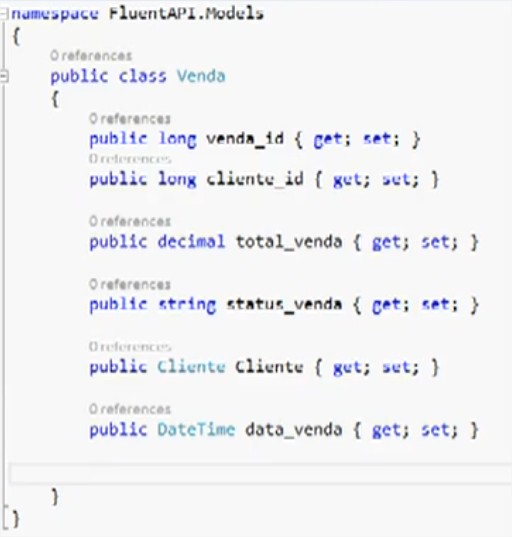 namespace FluentAPI.Models
{
0 references
public class Venda
{
0 references
public long venda_id { get; set; }
0 references
public long cliente_id { get; set; }
0 references
public decimal total_venda { get; set; }
0 references
public string status_venda { get; set; }
0 references
public Cliente Cliente { get; set; }
0 references
public DateTime data_venda { get; set; }
}
}